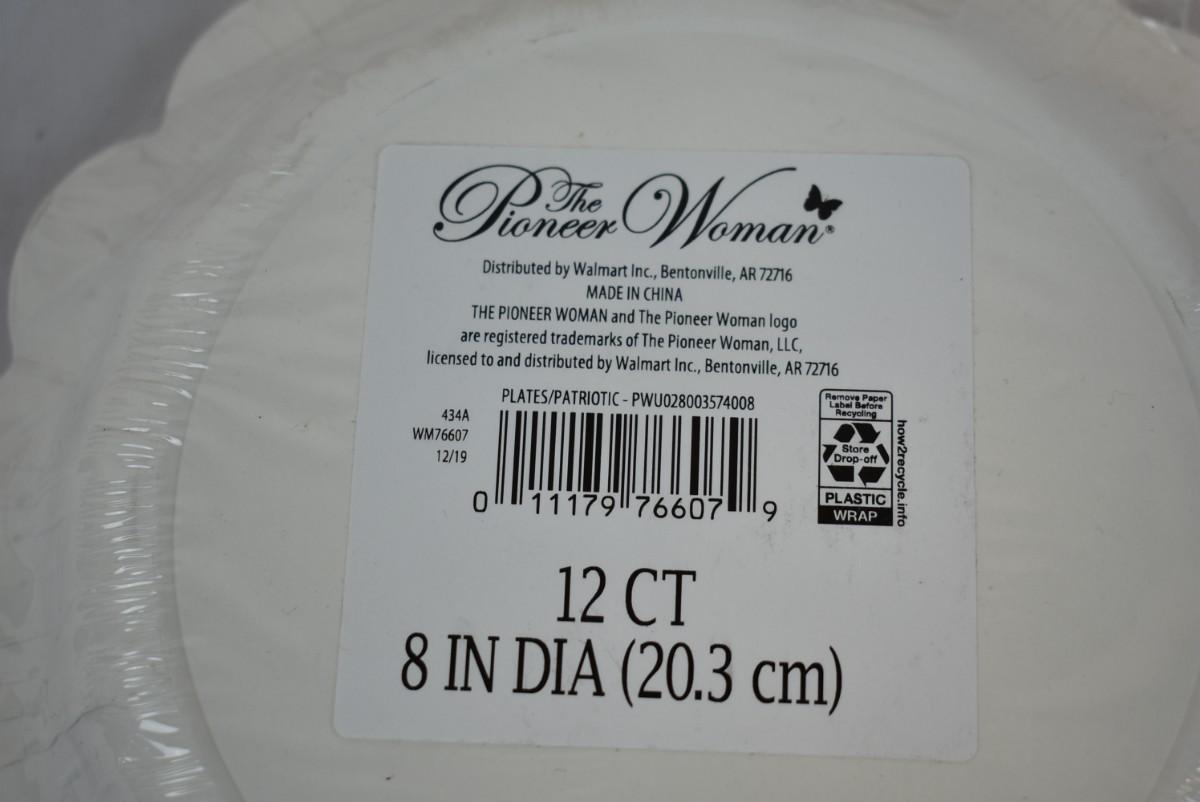 The
Pioneer Woman®
Distributed by Walmart Inc., Bentonville, AR 72716
MADE IN CHINA
THE PIONEER WOMAN and The Pioneer Woman logo
are registered trademarks of The Pioneer Woman, LLC,
licensed to and distributed by Walmart Inc., Bentonville, AR 72716
PLATES/PATRIOTIC - PWU028003574008
434A
WM76607
12/19
0 11179 76607 9
Remove Paper
Label Before
Recycling
Store
Drop-off
PLASTIC
WRAP
how2recycle.info
12 CT
8 IN DIA (20.3 cm)